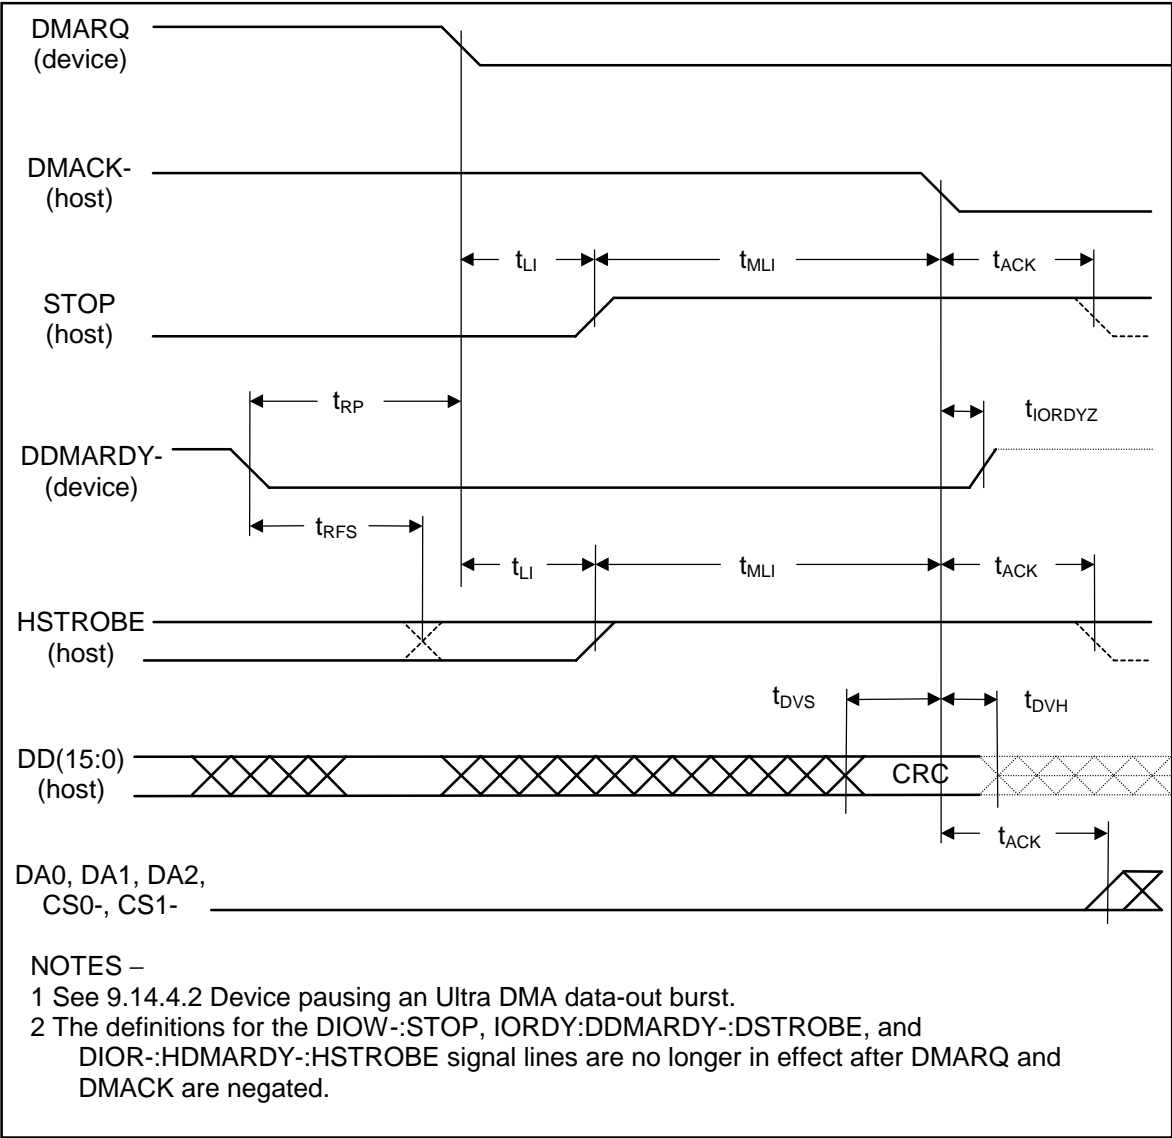 DMARQ
(device)
DMACK-
(host)
tLI
tMLI
tACK
STOP
(host)
tRP
tIORDYZ
DDMARDY-
(device)
tRFS
tLI
tMLI
tACK
HSTROBE
(host)
tDVS
tDVH
DD(15:0)
(host)
CRC
tACK
DA0, DA1, DA2,
CS0-, CS1-
NOTES –
1 See 9.14.4.2 Device pausing an Ultra DMA data-out burst.
2 The definitions for the DIOW-:STOP, IORDY:DDMARDY-:DSTROBE, and
DIOR-:HDMARDY-:HSTROBE signal lines are no longer in effect after DMARQ and
DMACK are negated.